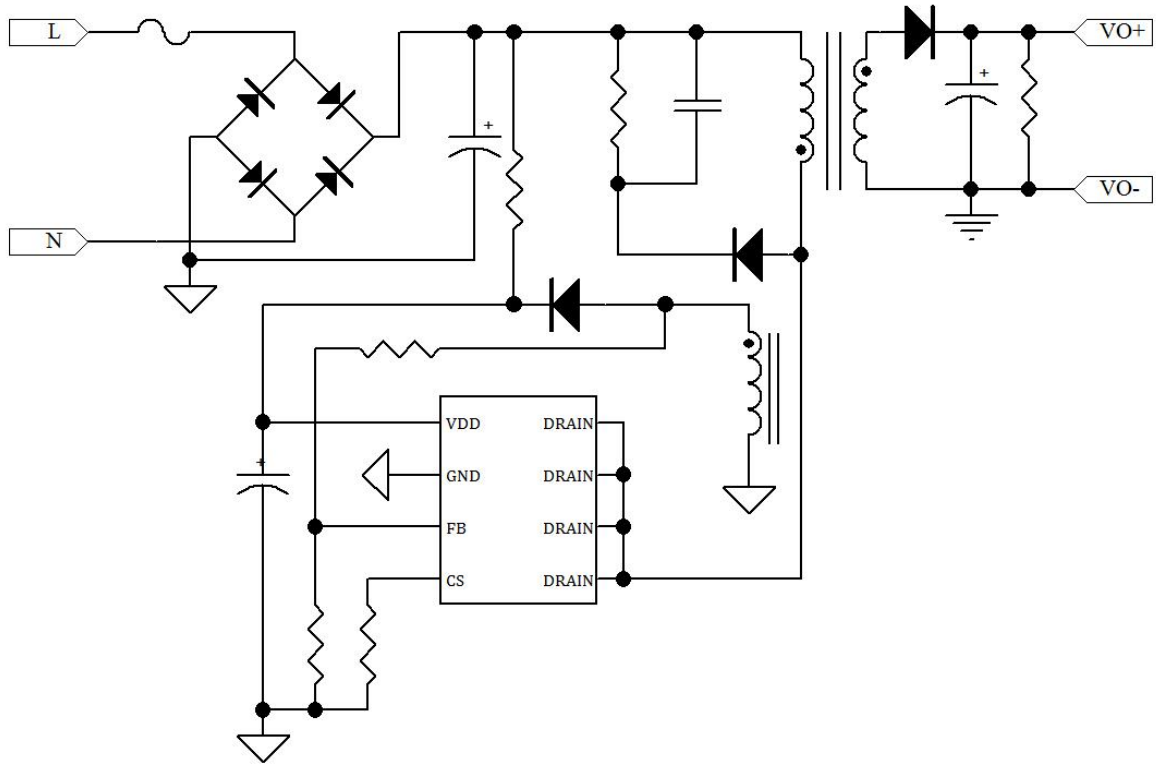 L
VO+
+
+
VO-
N
+
VDD
DRAIN
GND
DRAIN
FB
DRAIN
CS
DRAIN